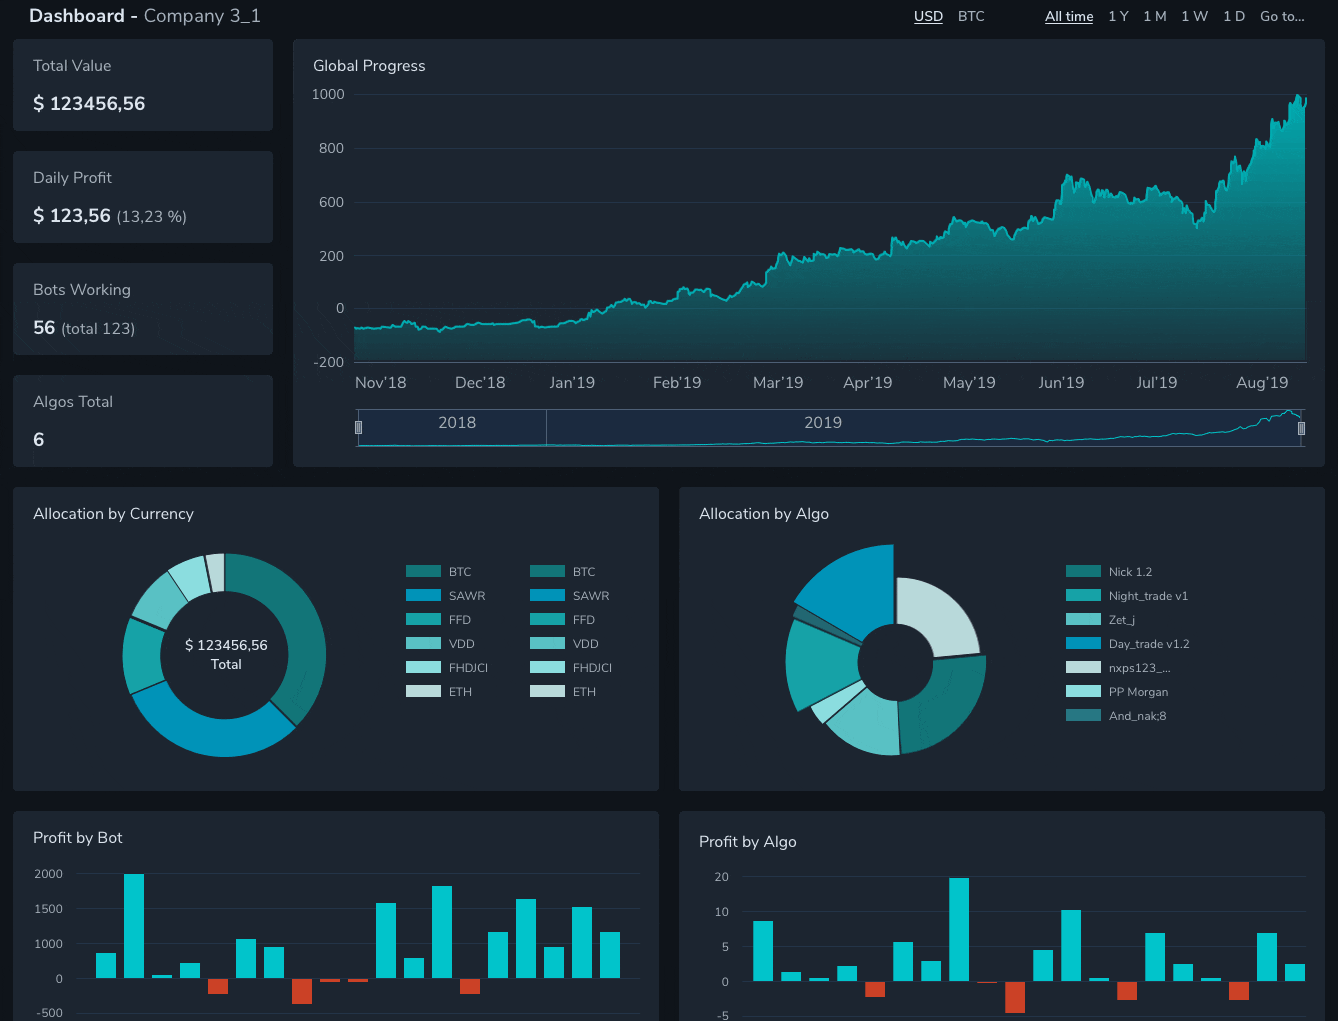 Dashboard - Company 3_1
USD BTC All time 1 Y 1 M 1 W 1 D Go to...
Total Value
$ 123456,56
Daily Profit
$ 123,56 (13,23 %)
Bots Working
56 (total 123)
Algos Total
6
Global Progress
1000
800
600
200
0
-200
Nov'18 Dec'18 Jan'19 Feb'19 Mar'19 Apr'19 May'19 Jun'19 Jul'19 Aug'19
2018 2019
Allocation by Currency
$ 123456,56
Total
BTC BTC
SAWR SAWR
FFD FFD
VDD VDD
FHDJCI FHDJCI
ETH ETH
Allocation by Algo
Nick 1.2
Night_trade v1
Zet_j
Day_trade v1.2
nxps123_...
PP Morgan
And_nak;8
Profit by Bot
2000
1500
1000
0
-500
Profit by Algo
20
10
5
0
-5